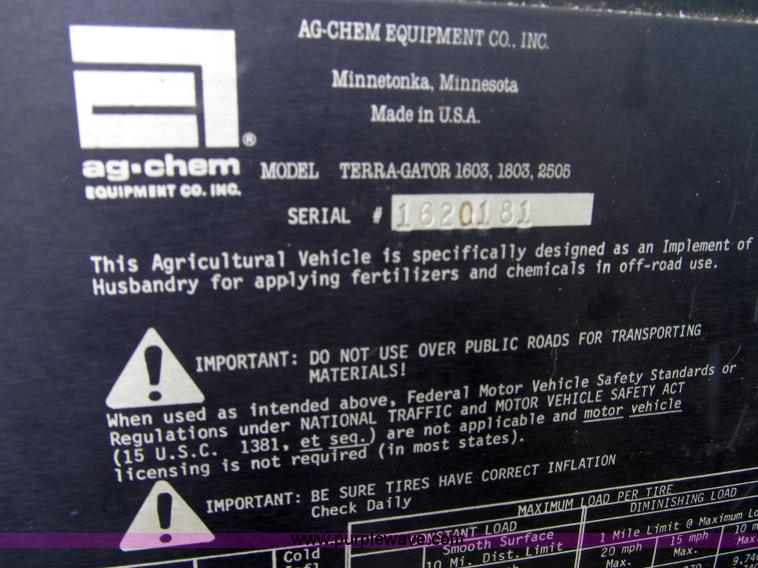 AG-CHEM EQUIPMENT CO., INC.
Minnetonka, Minnesota
Made in U.S.A.
®
ag·chem
EQUIPMENT CO. INC.
MODEL TERRA-GATOR 1603, 1803, 2505
SERIAL # 1620181
This Agricultural Vehicle is specifically designed as an Implement of
Husbandry for applying fertilizers and chemicals in off-road use.
IMPORTANT: DO NOT USE OVER PUBLIC ROADS FOR TRANSPORTING
MATERIALS!
When used as intended above, Federal Motor Vehicle Safety Standards or
Regulations under NATIONAL TRAFFIC and MOTOR VEHICLE SAFETY ACT
(15 U.S.C. 1381, et seq.) are not applicable and motor vehicle
licensing is not required (in most states).
IMPORTANT: BE SURE TIRES HAVE CORRECT INFLATION
Check Daily
MAXIMUM LOAD PER TIRE
CONSTANT LOAD
DIMINISHING LOAD
Smooth Surface
1 Mile Limit @ Maximum
Cold
10 Mi. Dist. Limit
20 mph
Max.
15 mph
Max.
10
Max.
www.purplewave.com